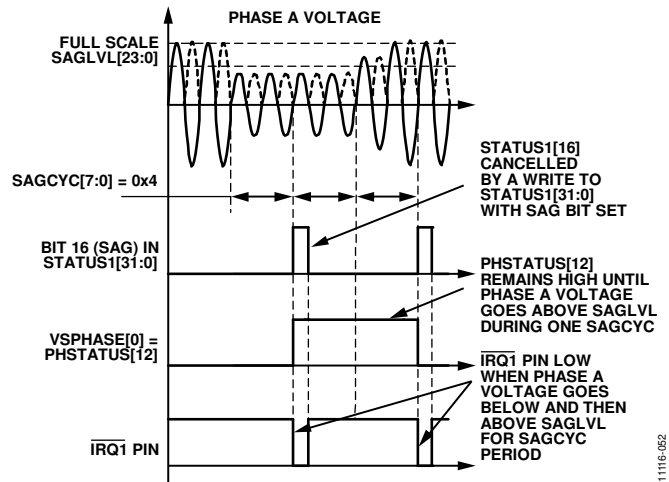 PHASE A VOLTAGE
FULL SCALE
SAGLVL[23:0]
SAGCYC[7:0] = 0x4
STATUS1[16]
CANCELLED
BY A WRITE TO
STATUS1[31:0]
WITH SAG BIT SET
BIT 16 (SAG) IN
STATUS1[31:0]
PHSTATUS[12]
REMAINS HIGH UNTIL
PHASE A VOLTAGE
GOES ABOVE SAGLVL
DURING ONE SAGCYC
VSPHASE[0] =
PHSTATUS[12]
IRQ1 PIN LOW
WHEN PHASE A
VOLTAGE GOES
BELOW AND THEN
ABOVE SAGLVL
FOR SAGCYC
PERIOD
IRQ1 PIN
11116-052